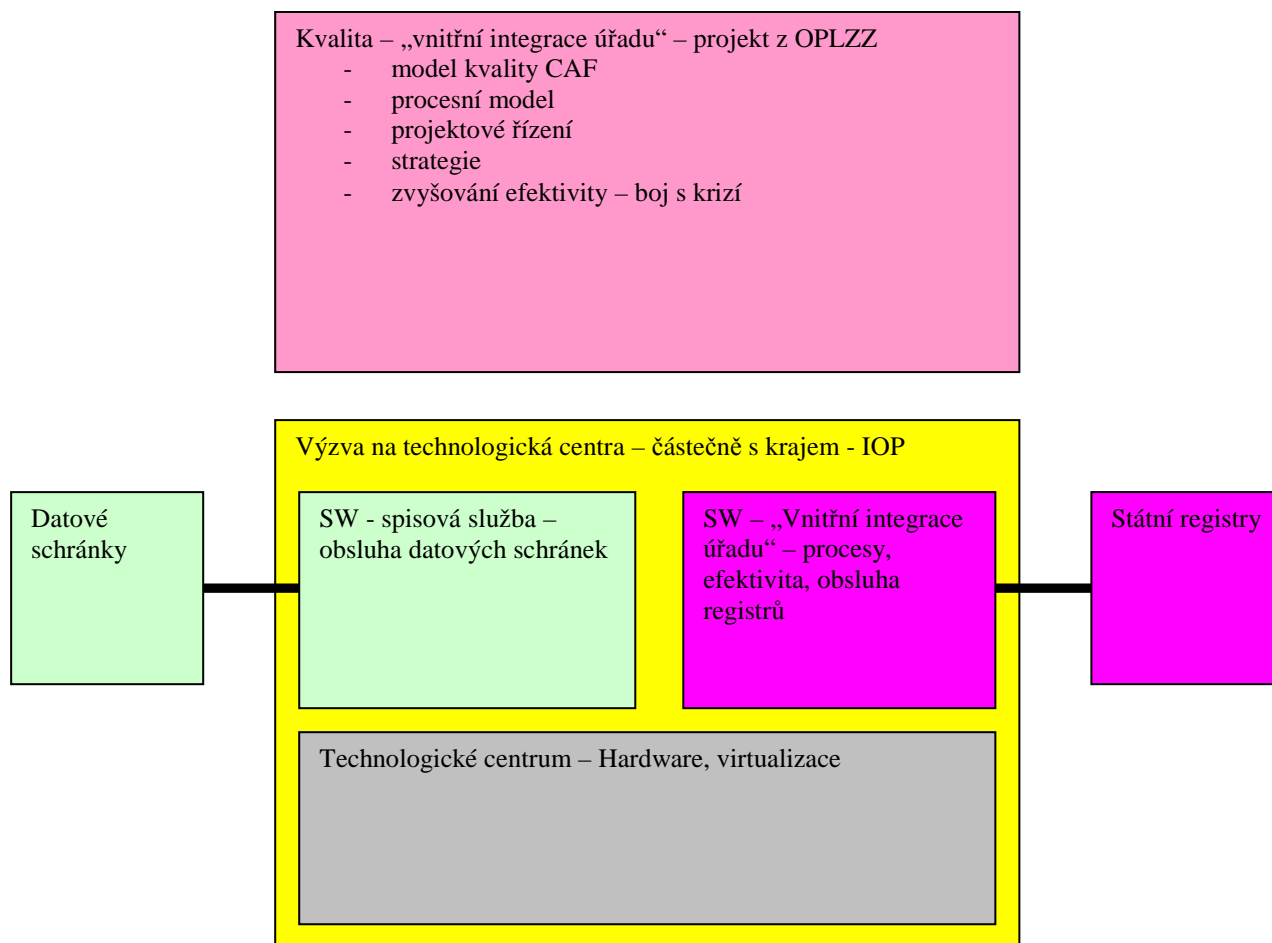 Kvalita – „vnitřní integrace úřadu“ – projekt z OPLZZ
- model kvality CAF
- procesní model
- projektové řízení
- strategie
- zvyšování efektivity – boj s krizí
Výzva na technologická centra – částečně s krajem - IOP
Datové
schránky
SW - spisová služba –
obsluha datových schránek
SW – „Vnitřní integrace
úřadu“ – procesy,
efektivita, obsluha
registrů
Státní registry
Technologické centrum – Hardware, virtualizace